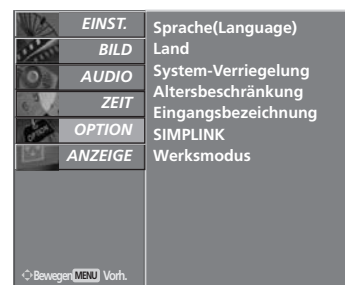 EINST.
BILD
AUDIO
ZEIT
OPTION
ANZEIGE
Sprache(Language)
Land
System-Verriegelung
Altersbeschränkung
Eingangsbezeichnung
SIMPLINK
Werksmodus
Bewegen MENU Vorh.